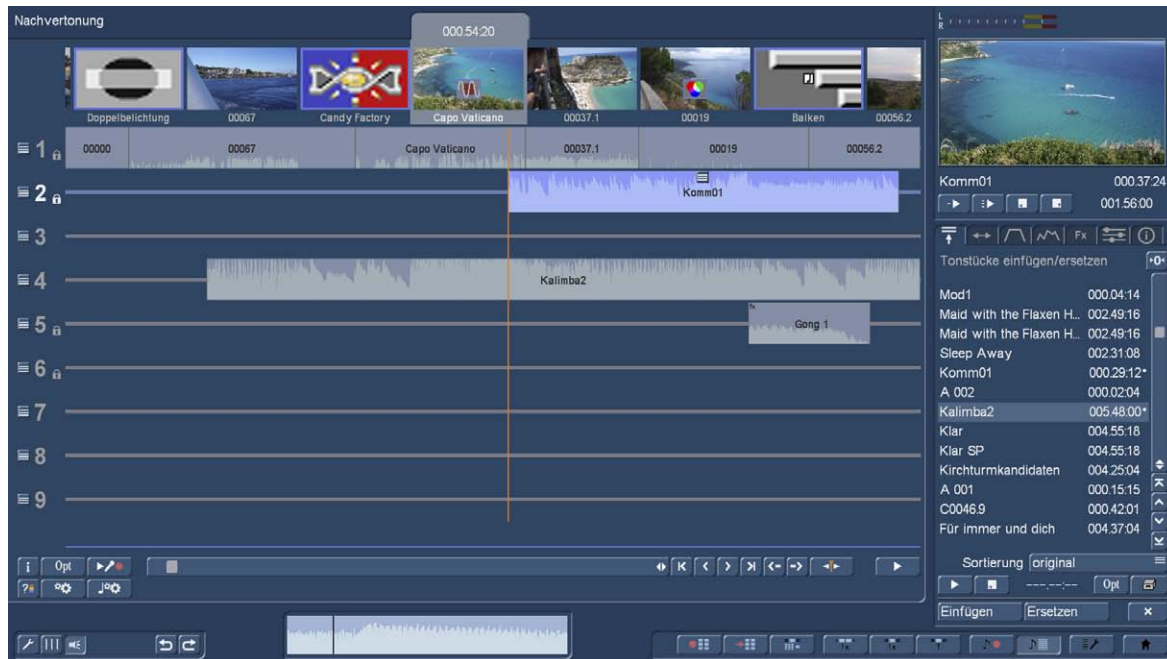 Nachvertonung
000.54:20
Doppelbelichtung
00067
Candy Factory
Capo Vaticano
00037.1
00019
Balken
00056.2
1 00000 00067 Capo Vaticano 00037.1 00019 00056.2
2 Komm01
3
4 Kalimba2
5 Gong 1
6
7
8
9
i Opt
L
R
Komm01 000.37:24
001.56:00
Fx
Tonstücke einfügen/ersetzen
Mod1 000.04:14
Maid with the Flaxen H... 002.49:16
Maid with the Flaxen H... 002.49:16
Sleep Away 002.31:08
Komm01 000.29:12*
A 002 000.02:04
Kalimba2 005.48:00*
Klar 004.55:18
Klar SP 004.55:18
Kirchturmkandidaten 004.25:04
A 001 000.15:15
C0046.9 000.42:01
Für immer und dich 004.37:04
Sortierung original
---.--:-- Opt
Einfügen Ersetzen ×